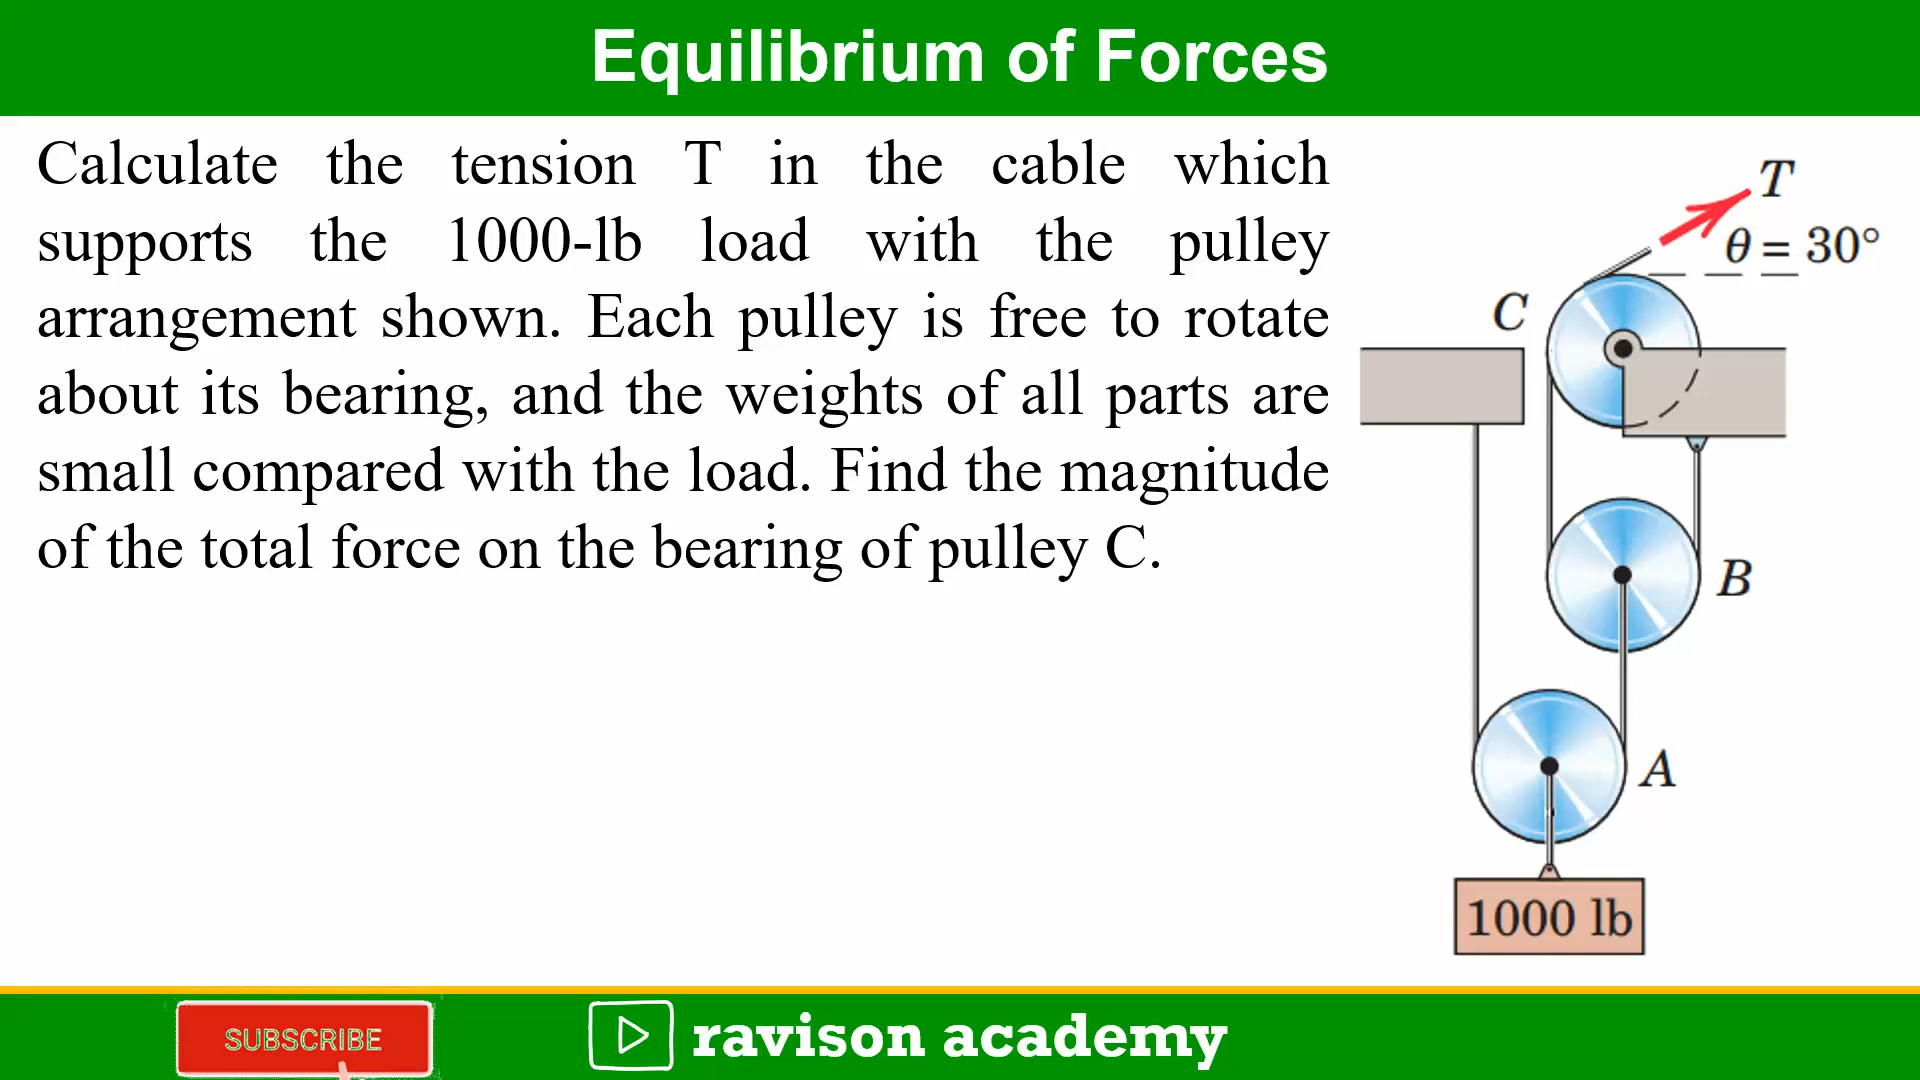 Equilibrium of Forces
Calculate the tension T in the cable which
supports the 1000-lb load with the pulley
arrangement shown. Each pulley is free to rotate
about its bearing, and the weights of all parts are
small compared with the load. Find the magnitude
of the total force on the bearing of pulley C.
T
θ = 30°
C
B
A
1000 lb
SUBSCRIBE
ravison academy